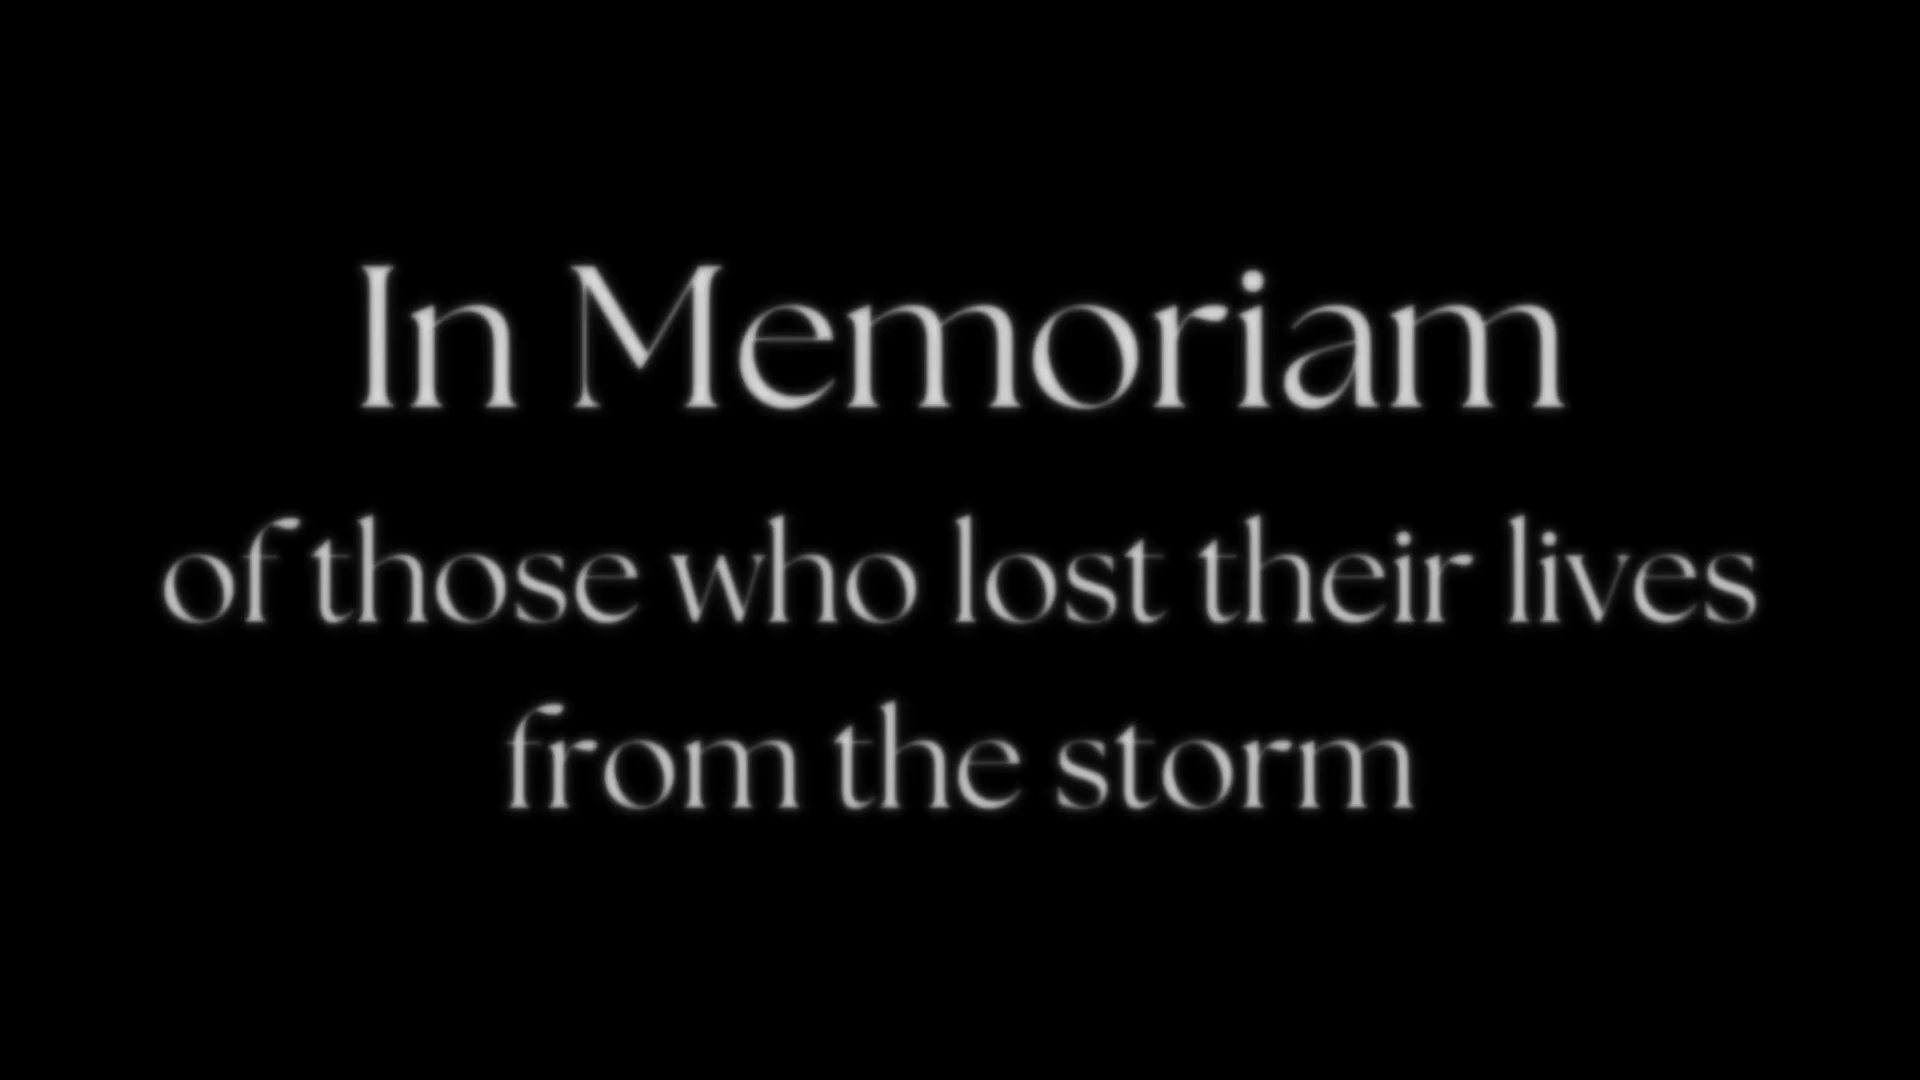 In Memoriam
of those who lost their lives
from the storm